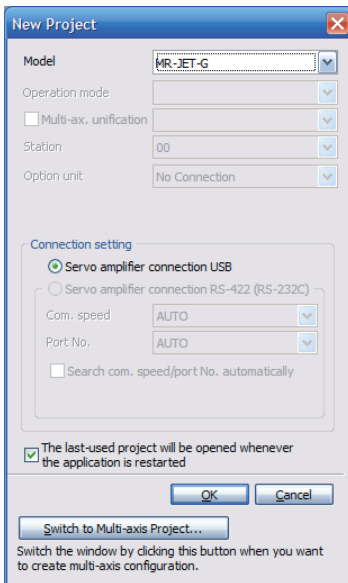 New Project
Model MR-JET-G
Operation mode
Multi-ax. unification
Station 00
Option unit No Connection
Connection setting
Servo amplifier connection USB
Servo amplifier connection RS-422 (RS-232C)
Com. speed AUTO
Port No. AUTO
Search com. speed/port No. automatically
The last-used project will be opened whenever
the application is restarted
OK Cancel
Switch to Multi-axis Project...
Switch the window by clicking this button when you want
to create multi-axis configuration.